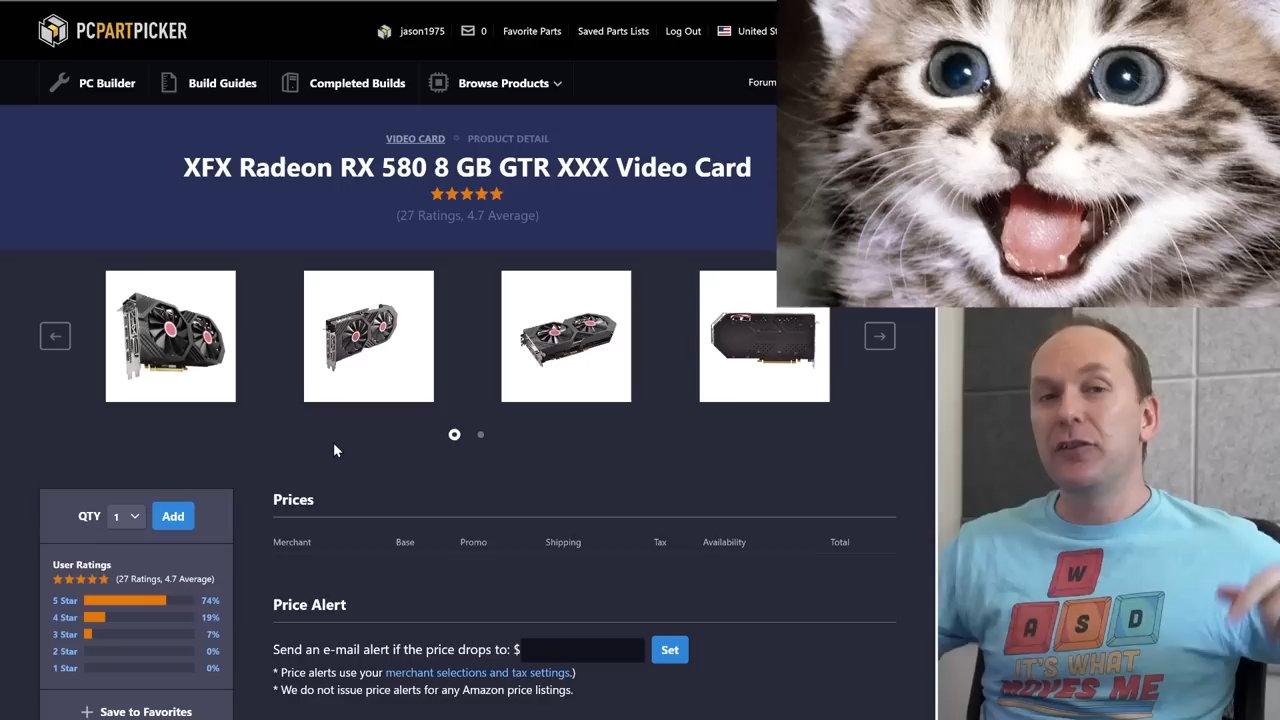 PCPARTPICKER
jason1975
0
Favorite Parts
Saved Parts Lists
Log Out
United St
PC Builder
Build Guides
Completed Builds
Browse Products
Forum
VIDEO CARD
PRODUCT DETAIL
XFX Radeon RX 580 8 GB GTR XXX Video Card
(27 Ratings, 4.7 Average)
QTY 1 Add
User Ratings
(27 Ratings, 4.7 Average)
5 Star 74%
4 Star 19%
3 Star 7%
2 Star 0%
1 Star 0%
+ Save to Favorites
Prices
Merchant Base Promo Shipping Tax Availability Total
Price Alert
Send an e-mail alert if the price drops to: $ Set
* Price alerts use your merchant selections and tax settings.)
* We do not issue price alerts for any Amazon price listings.
W
A S D
IT'S WHAT
MOVES ME